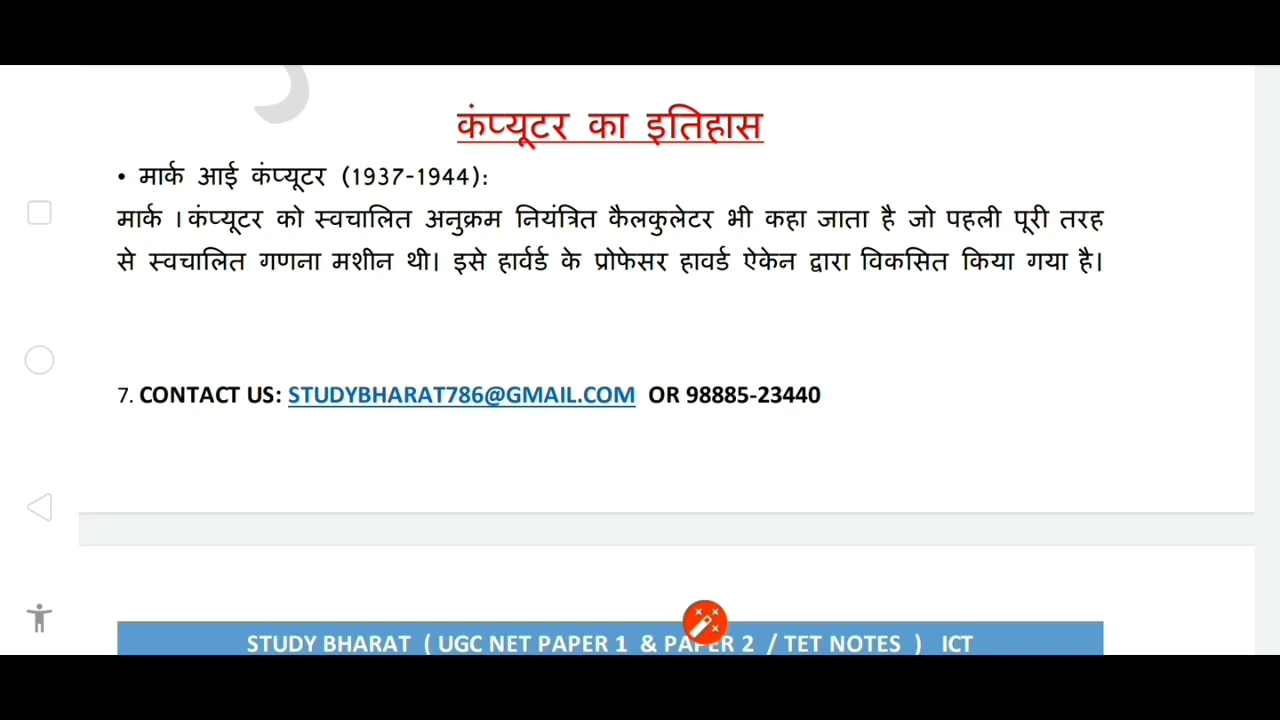 कंप्यूटर का इतिहास
• मार्क आई कंप्यूटर (1937-1944):
मार्क । कंप्यूटर को स्वचालित अनुक्रम नियंत्रित कैलकुलेटर भी कहा जाता है जो पहली पूरी तरह
से स्वचालित गणना मशीन थी। इसे हार्वर्ड के प्रोफेसर हावर्ड ऐकेन द्वारा विकसित किया गया है।
7. CONTACT US: STUDYBHARAT786@GMAIL.COM OR 98885-23440
STUDY BHARAT ( UGC NET PAPER 1 & PAPER 2 / TET NOTES ) ICT